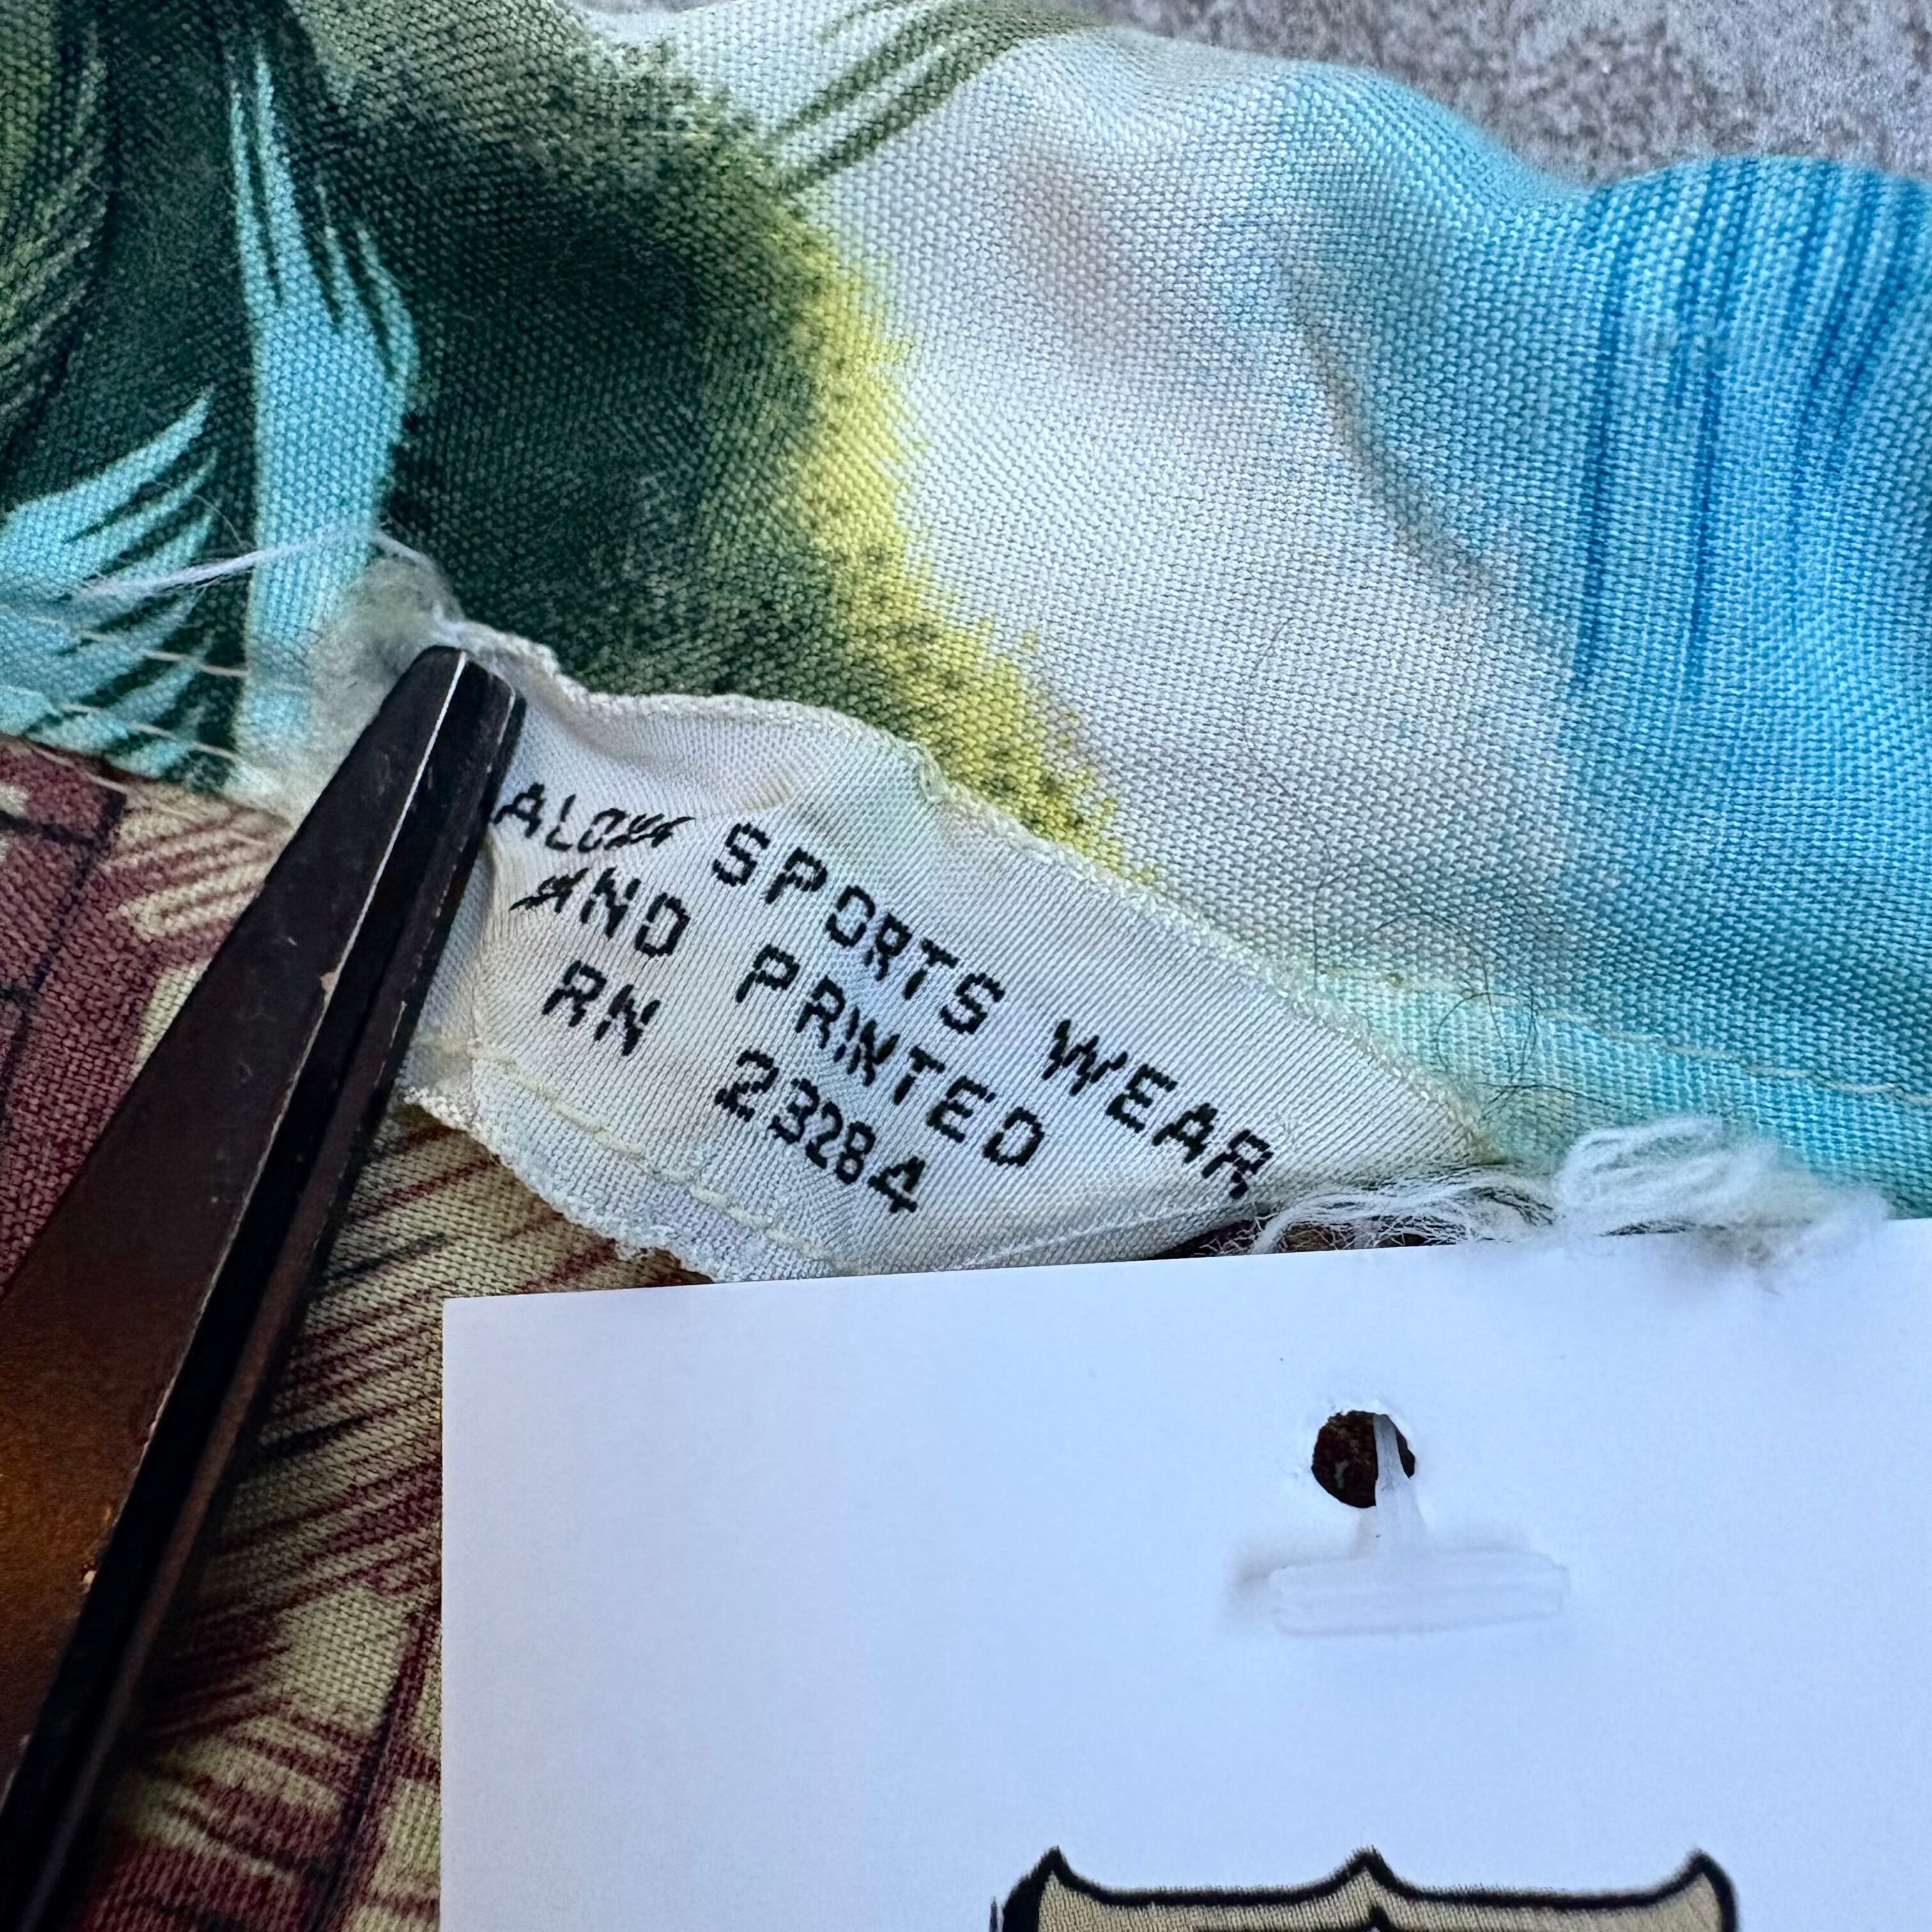 SPORTS WEAR
AND PRINTED
RN 23284